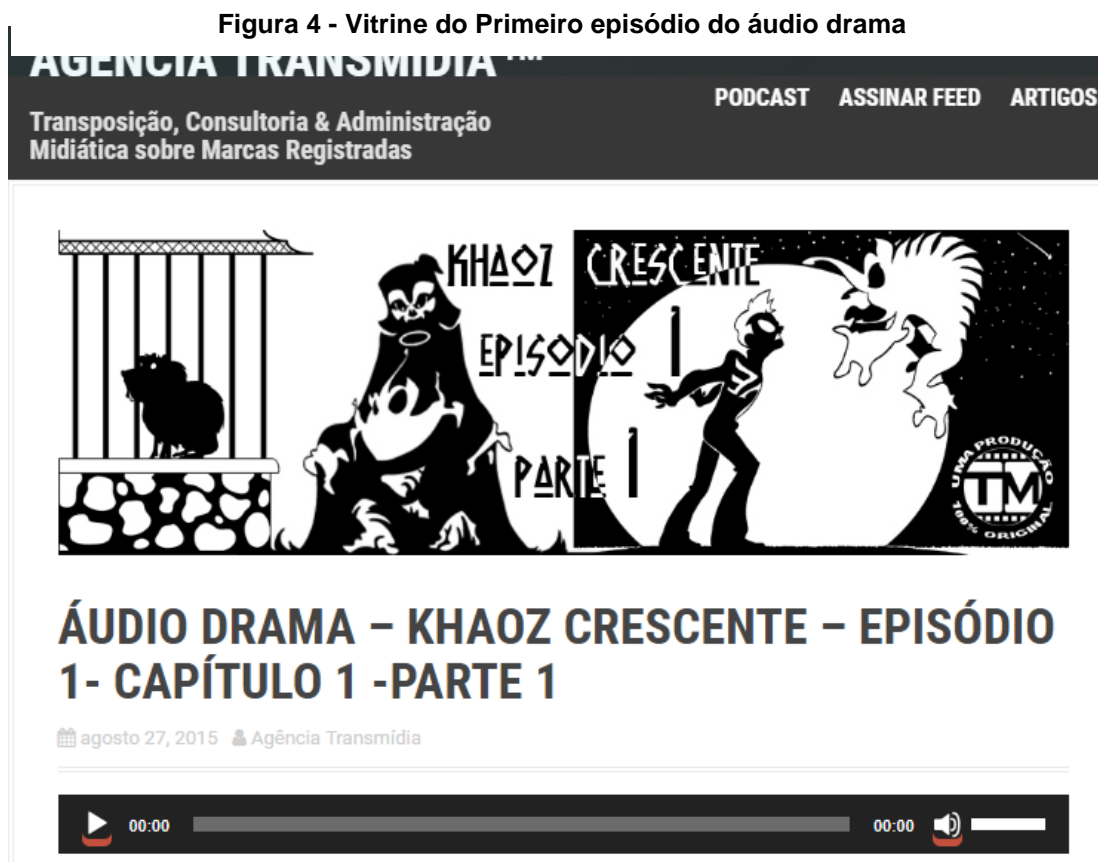 Figura 4 - Vitrine do Primeiro episódio do áudio drama
AGÊNCIA TRANSMÍDIA™
Transposição, Consultoria & Administração
Midiática sobre Marcas Registradas
PODCAST ASSINAR FEED ARTIGOS
KHAOZ CRESCENTE
EPISODIO 1
PARTE 1
UMA PRODUÇÃO
TM
100% ORIGINAL
ÁUDIO DRAMA – KHAOZ CRESCENTE – EPISÓDIO
1- CAPÍTULO 1 -PARTE 1
agosto 27, 2015 Agência Transmídia
00:00 00:00